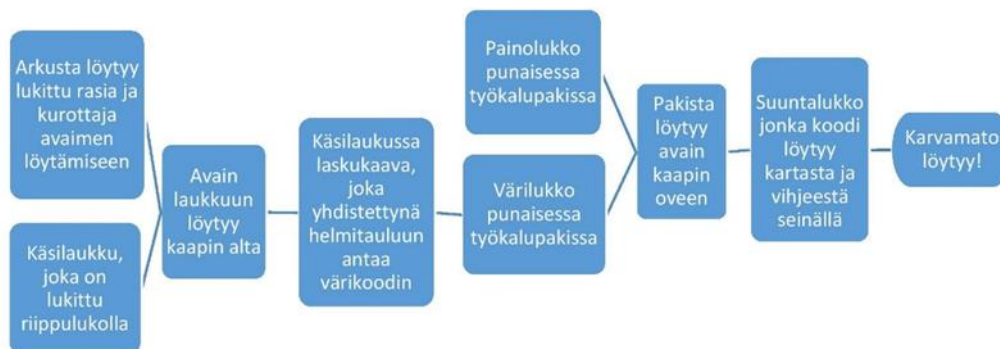 Arkusta löytyy
lukittu rasia ja
kurottaja
avaimen
löytämiseen
Käsilaukku,
joka on
lukittu
riippulukolla
Avain
laukkuun
löytyy
kaapin alta
Käsilaukussa
laskukaava,
joka
yhdistettynä
helmitauluun
antaa
värikoodin
Painolukko
punaisessa
työkalupakissa
Värilukko
punaisessa
työkalupakissa
Pakista
löytyy
avain
kaapin
oveen
Suuntalukko
jonka koodi
löytyy
kartasta ja
vihjeestä
seinällä
Karvamato
löytyy!